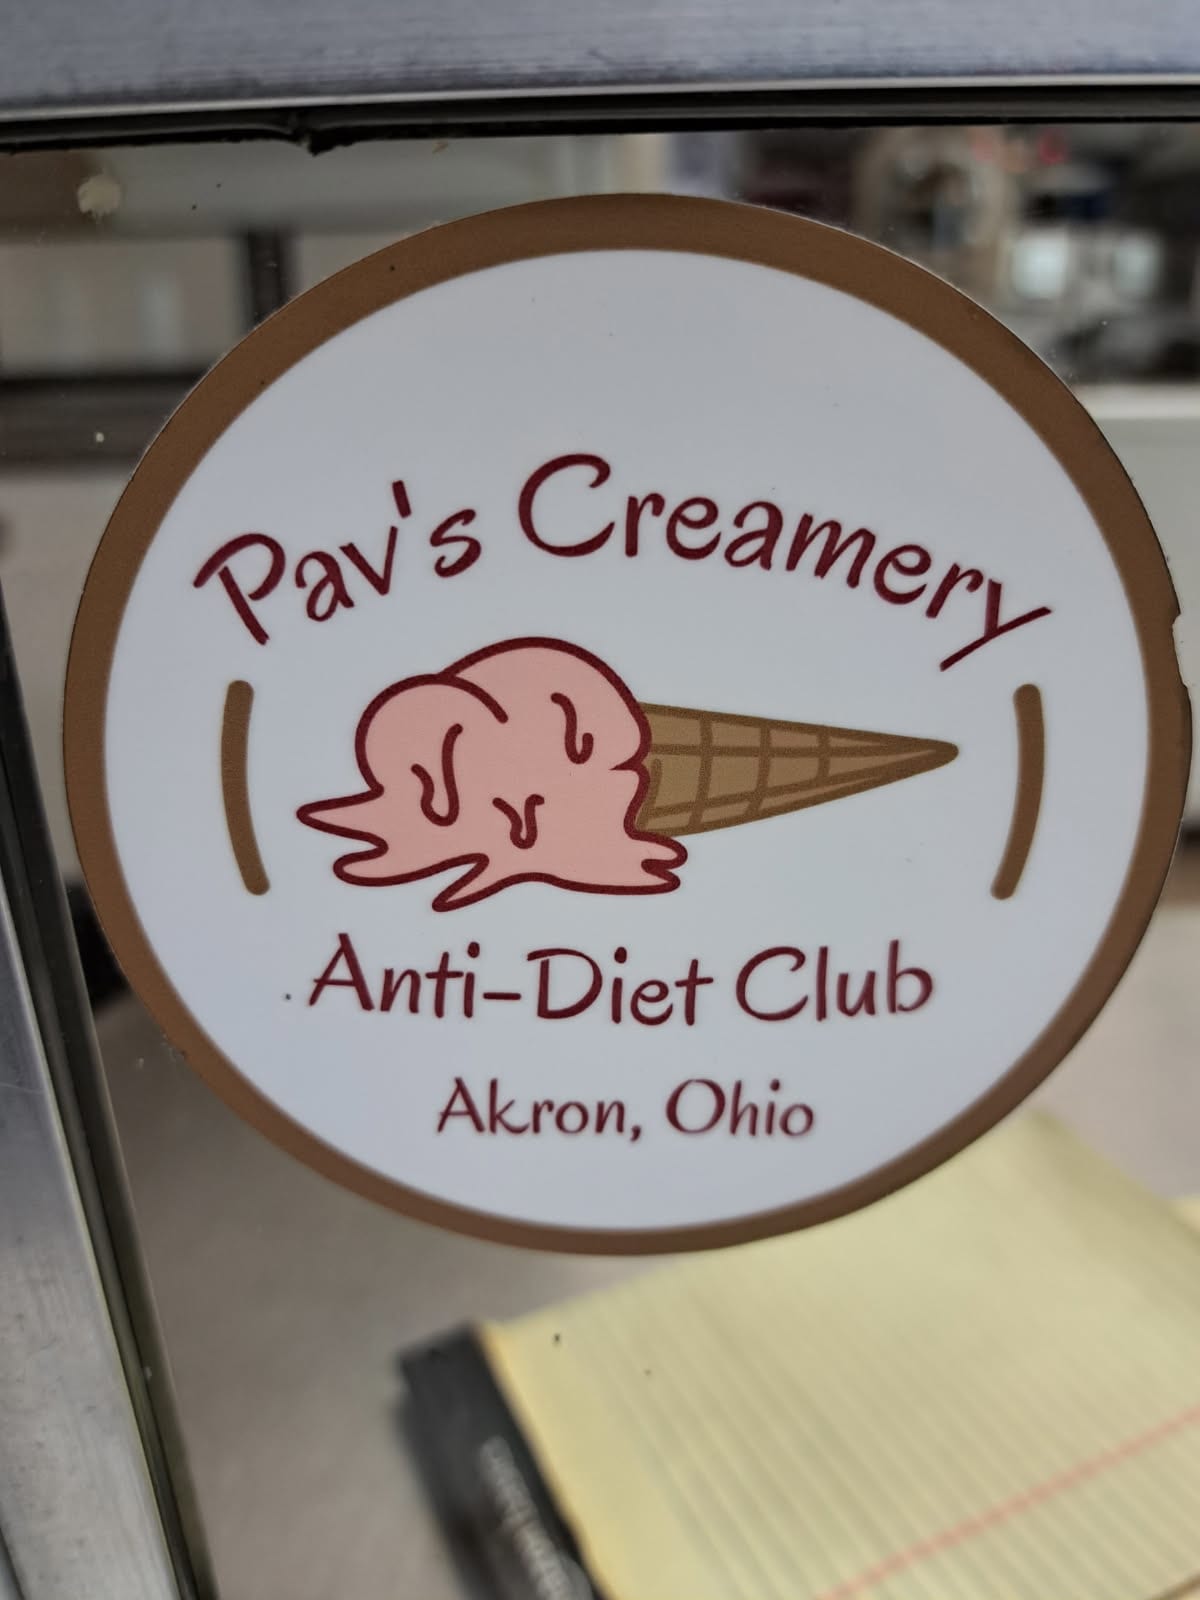 Pav's Creamery
Anti-Diet Club
Akron, Ohio